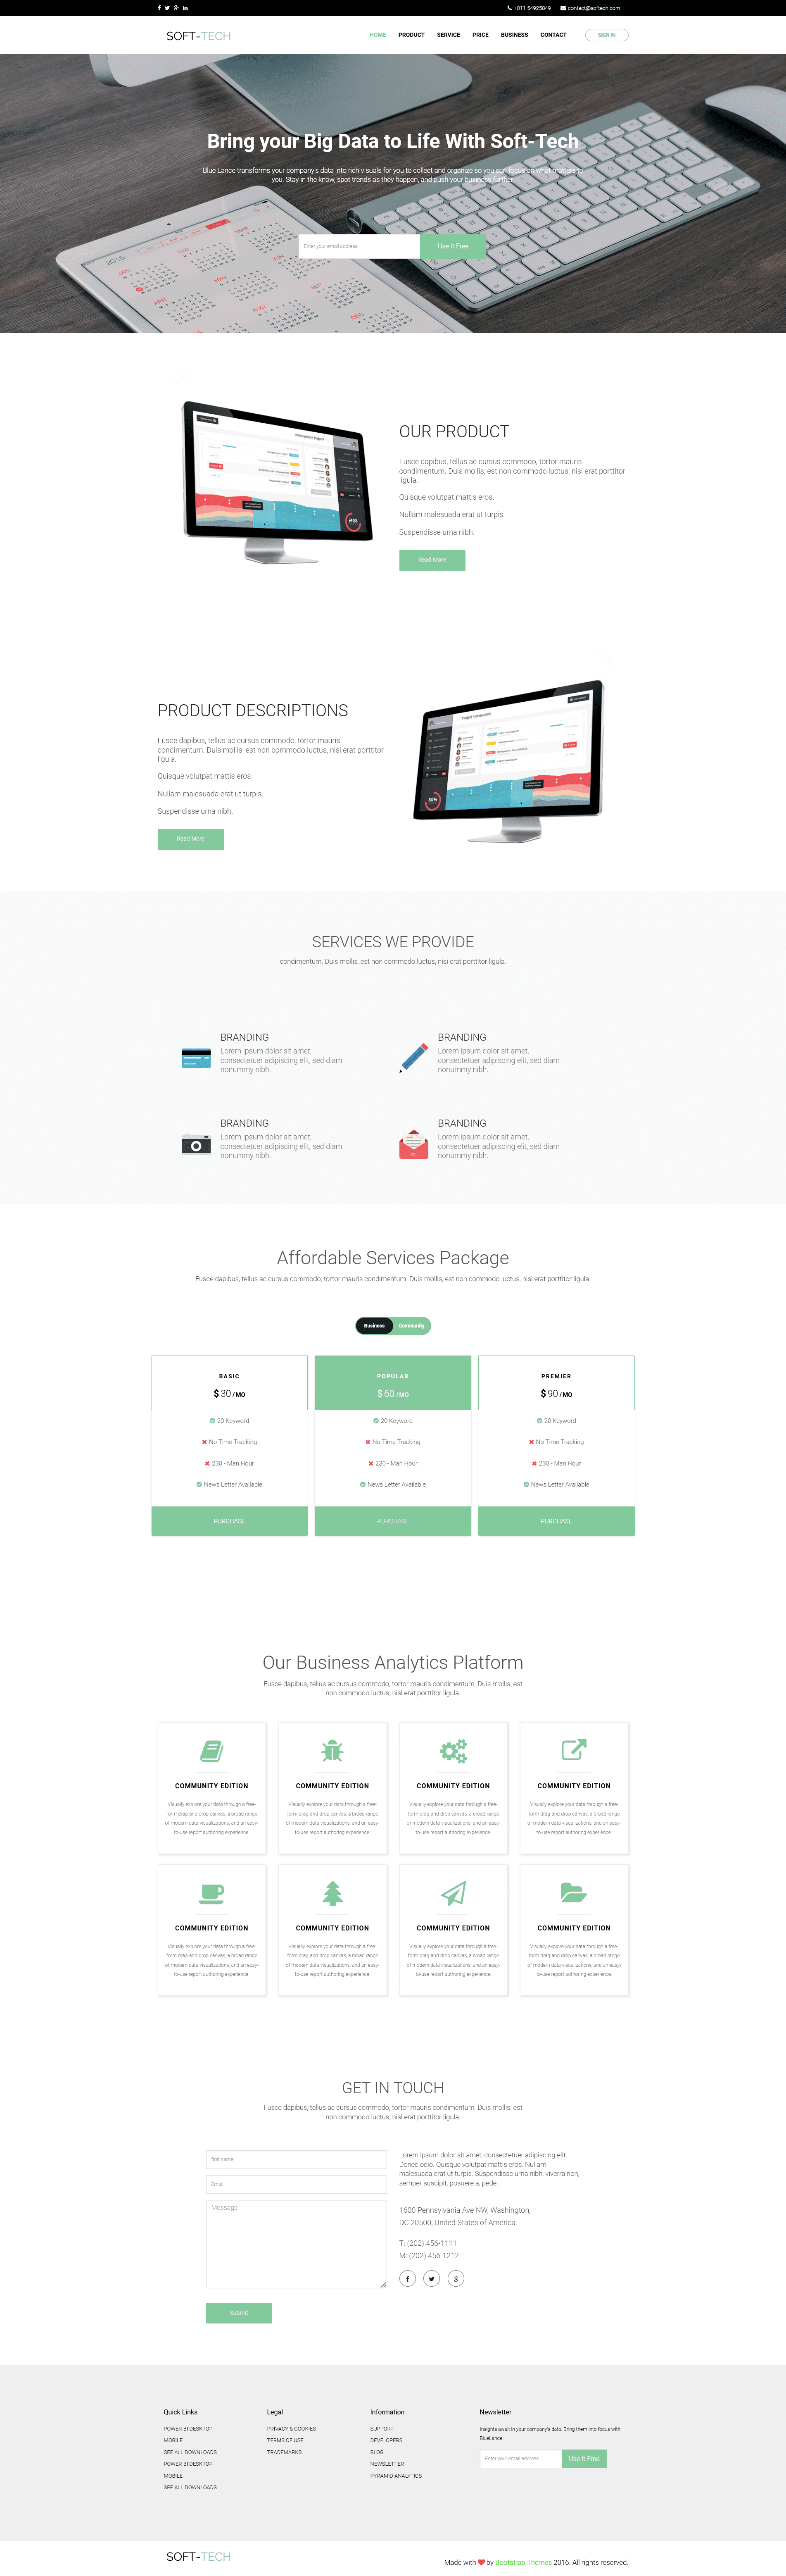 +011 54925849 contact@softech.com
SOFT-TECH
HOME PRODUCT SERVICE PRICE BUSINESS CONTACT SIGN IN
Bring your Big Data to Life With Soft-Tech
Blue Lance transforms your company's data into rich visuals for you to collect and organize so you can focus on what matters to
you. Stay in the know, spot trends as they happen, and push your business further.
Enter your email address Use It Free
2015
OUR PRODUCT
Fusce dapibus, tellus ac cursus commodo, tortor mauris
condimentum. Duis mollis, est non commodo luctus, nisi erat porttitor
ligula.
Quisque volutpat mattis eros.
Nullam malesuada erat ut turpis.
Suspendisse urna nibh.
Read More
PRODUCT DESCRIPTIONS
Fusce dapibus, tellus ac cursus commodo, tortor mauris
condimentum. Duis mollis, est non commodo luctus, nisi erat porttitor
ligula.
Quisque volutpat mattis eros.
Nullam malesuada erat ut turpis.
Suspendisse urna nibh.
Read More
SERVICES WE PROVIDE
condimentum. Duis mollis, est non commodo luctus, nisi erat porttitor ligula.
BRANDING
Lorem ipsum dolor sit amet,
consectetuer adipiscing elit, sed diam
nonummy nibh.
BRANDING
Lorem ipsum dolor sit amet,
consectetuer adipiscing elit, sed diam
nonummy nibh.
BRANDING
Lorem ipsum dolor sit amet,
consectetuer adipiscing elit, sed diam
nonummy nibh.
BRANDING
Lorem ipsum dolor sit amet,
consectetuer adipiscing elit, sed diam
nonummy nibh.
Affordable Services Package
Fusce dapibus, tellus ac cursus commodo, tortor mauris condimentum. Duis mollis, est non commodo luctus, nisi erat porttitor ligula.
Business Community
BASIC
$ 30 / MO
20 Keyword
No Time Tracking
230 - Man Hour
News Letter Available
PURCHASE
POPULAR
$ 60 / MO
20 Keyword
No Time Tracking
230 - Man Hour
News Letter Available
PURCHASE
PREMIER
$ 90 / MO
20 Keyword
No Time Tracking
230 - Man Hour
News Letter Available
PURCHASE
Our Business Analytics Platform
Fusce dapibus, tellus ac cursus commodo, tortor mauris condimentum. Duis mollis, est
non commodo luctus, nisi erat porttitor ligula.
COMMUNITY EDITION
Visually explore your data through a free-
form drag-and-drop canvas, a broad range
of modern data visualizations, and an easy-
to-use report authoring experience.
COMMUNITY EDITION
Visually explore your data through a free-
form drag-and-drop canvas, a broad range
of modern data visualizations, and an easy-
to-use report authoring experience.
COMMUNITY EDITION
Visually explore your data through a free-
form drag-and-drop canvas, a broad range
of modern data visualizations, and an easy-
to-use report authoring experience.
COMMUNITY EDITION
Visually explore your data through a free-
form drag-and-drop canvas, a broad range
of modern data visualizations, and an easy-
to-use report authoring experience.
COMMUNITY EDITION
Visually explore your data through a free-
form drag-and-drop canvas, a broad range
of modern data visualizations, and an easy-
to-use report authoring experience.
COMMUNITY EDITION
Visually explore your data through a free-
form drag-and-drop canvas, a broad range
of modern data visualizations, and an easy-
to-use report authoring experience.
COMMUNITY EDITION
Visually explore your data through a free-
form drag-and-drop canvas, a broad range
of modern data visualizations, and an easy-
to-use report authoring experience.
COMMUNITY EDITION
Visually explore your data through a free-
form drag-and-drop canvas, a broad range
of modern data visualizations, and an easy-
to-use report authoring experience.
GET IN TOUCH
Fusce dapibus, tellus ac cursus commodo, tortor mauris condimentum. Duis mollis, est
non commodo luctus, nisi erat porttitor ligula.
first name
Email
Message
Submit
Lorem ipsum dolor sit amet, consectetuer adipiscing elit.
Donec odio. Quisque volutpat mattis eros. Nullam
malesuada erat ut turpis. Suspendisse urna nibh, viverra non,
semper suscipit, posuere a, pede.
1600 Pennsylvania Ave NW, Washington,
DC 20500, United States of America.
T: (202) 456-1111
M: (202) 456-1212
Quick Links
POWER BI DESKTOP
MOBILE
SEE ALL DOWNLOADS
POWER BI DESKTOP
MOBILE
SEE ALL DOWNLOADS
Legal
PRIVACY & COOKIES
TERMS OF USE
TRADEMARKS
Information
SUPPORT
DEVELOPERS
BLOG
NEWSLETTER
PYRAMID ANALYTICS
Newsletter
Insights await in your company's data. Bring them into focus with
BlueLance.
Enter your email address Use It Free
SOFT-TECH
Made with by Bootstrap Themes 2016. All rights reserved.